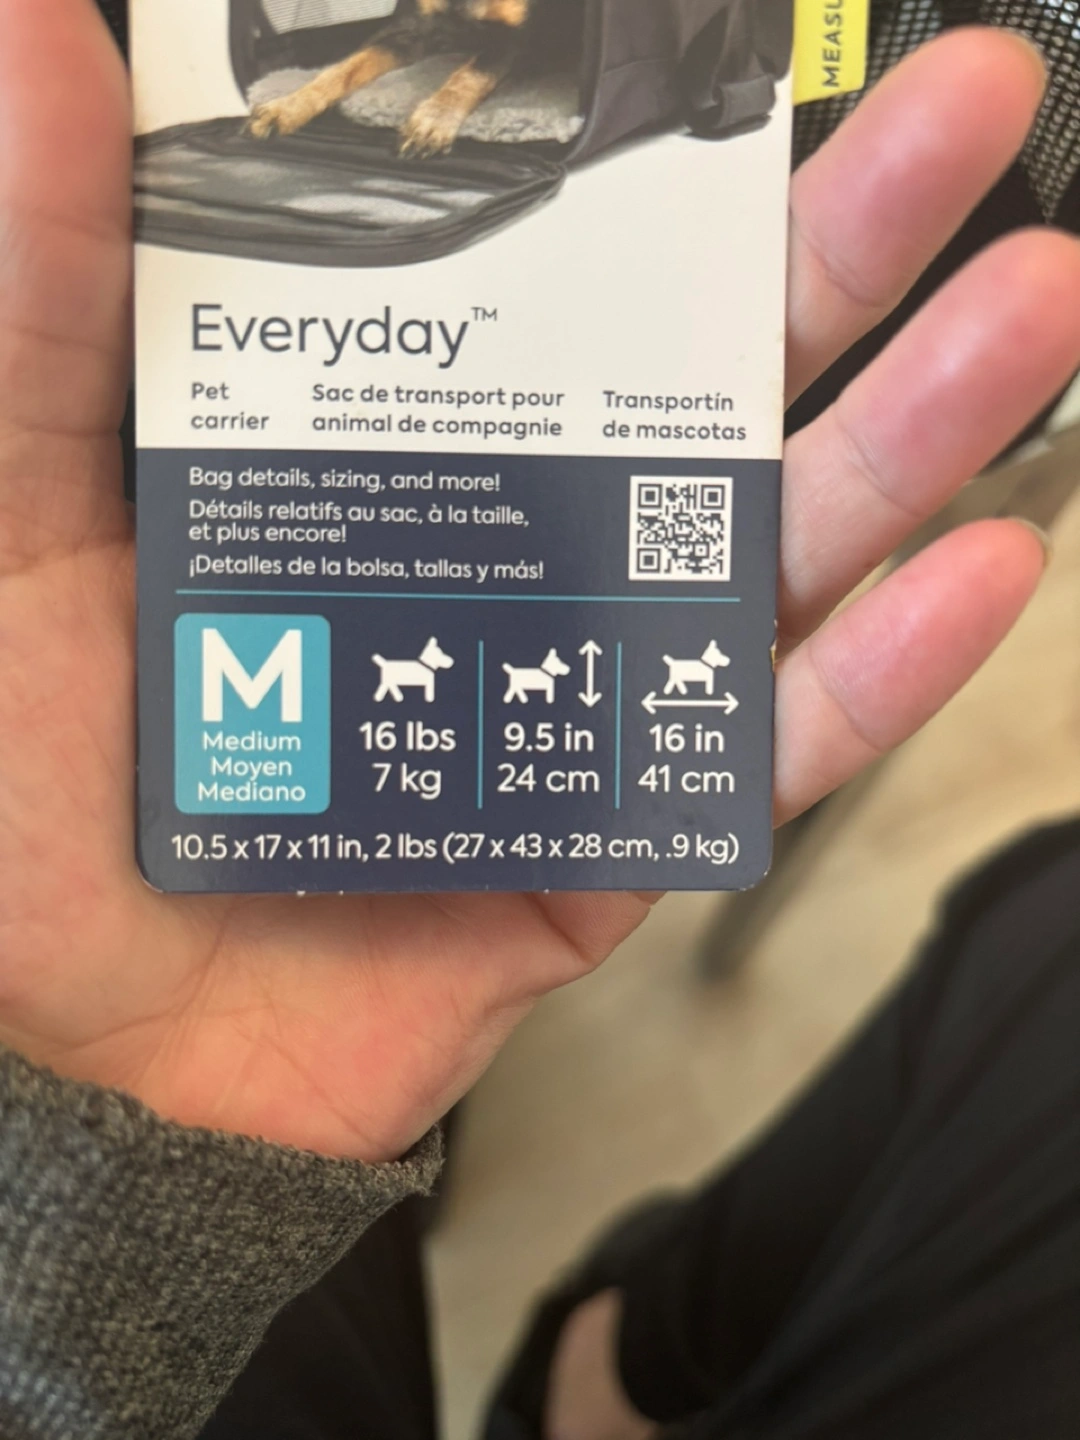 MEASU
Everyday™
Pet
carrier
Sac de transport pour
animal de compagnie
Transportín
de mascotas
Bag details, sizing, and more!
Détails relatifs au sac, à la taille,
et plus encore!
¡Detalles de la bolsa, tallas y más!
M
Medium
Moyen
Mediano
16 lbs
7 kg
9.5 in
24 cm
16 in
41 cm
10.5 x 17 x 11 in, 2 lbs (27 x 43 x 28 cm, .9 kg)